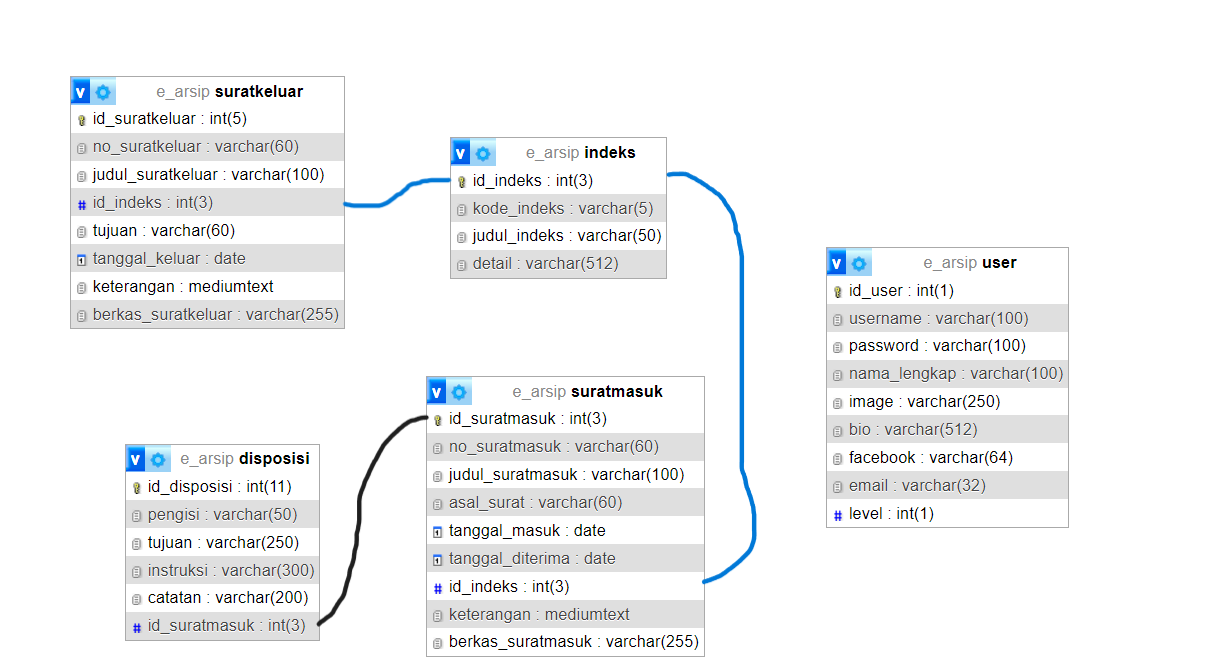 v e_arsip suratkeluar
id_suratkeluar : int(5)
no_suratkeluar : varchar(60)
judul_suratkeluar : varchar(100)
# id_indeks : int(3)
tujuan : varchar(60)
tanggal_keluar : date
keterangan : mediumtext
berkas_suratkeluar : varchar(255)
v e_arsip indeks
id_indeks : int(3)
kode_indeks : varchar(5)
judul_indeks : varchar(50)
detail : varchar(512)
v e_arsip user
id_user : int(1)
username : varchar(100)
password : varchar(100)
nama_lengkap : varchar(100)
image : varchar(250)
bio : varchar(512)
facebook : varchar(64)
email : varchar(32)
# level : int(1)
v e_arsip suratmasuk
id_suratmasuk : int(3)
no_suratmasuk : varchar(60)
judul_suratmasuk : varchar(100)
asal_surat : varchar(60)
tanggal_masuk : date
tanggal_diterima : date
# id_indeks : int(3)
keterangan : mediumtext
berkas_suratmasuk : varchar(255)
v e_arsip disposisi
id_disposisi : int(11)
pengisi : varchar(50)
tujuan : varchar(250)
instruksi : varchar(300)
catatan : varchar(200)
# id_suratmasuk : int(3)